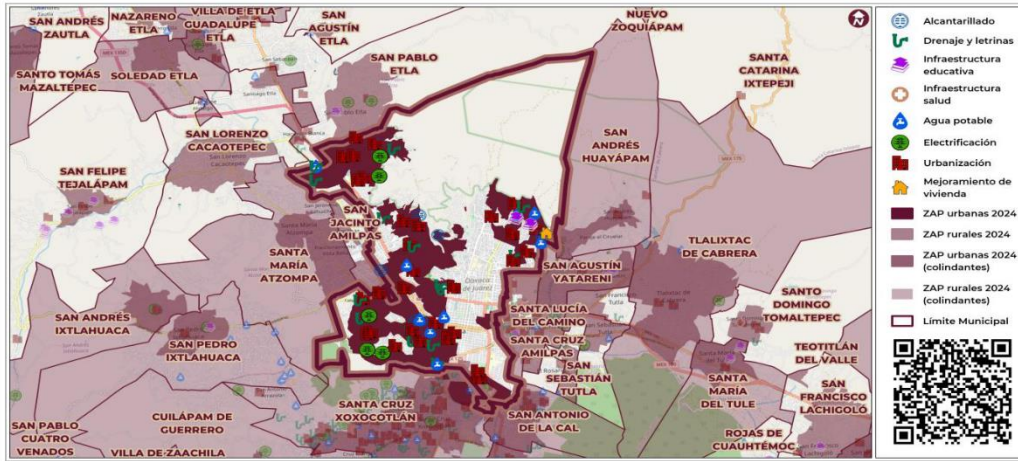 SAN ANDRÉS
ZAUTLA
NAZARENO
ETLA
VILLA DE ETLA
GUADALUPE
ETLA
SAN
AGUSTÍN
ETLA
SAN PABLO
ETLA
NUEVO
ZOQUIÁPAM
SANTA
CATARINA
IXTEPEJI
SANTO TOMÁS
MAZALTEPEC
SOLEDAD ETLA
SAN LORENZO
CACAOTEPEC
SAN
ANDRÉS
HUAYÁPAM
SAN FELIPE
TEJALÁPAM
SAN
JACINTO
AMILPAS
SANTA
MARÍA
ATZOMPA
Oaxaca
de Juárez
TLALIXTAC
DE CABRERA
SAN AGUSTÍN
YATARENI
SANTO
DOMINGO
TOMALTEPEC
SAN ANDRÉS
IXTLAHUACA
SAN PEDRO
IXTLAHUACA
SANTA LUCÍA
DEL CAMINO
SANTA CRUZ
AMILPAS
SAN
SEBASTIÁN
TUTLA
TEOTITLÁN
DEL VALLE
SANTA
MARÍA
DEL TULE
SAN
FRANCISCO
LACHIGOLÓ
SANTA CRUZ
XOXOCOTLÁN
SAN ANTONIO
DE LA CAL
CUILÁPAM DE
GUERRERO
SAN PABLO
CUATRO
VENADOS
VILLA DE ZAACHILA
ROJAS DE
CUAUHTÉMOC
Alcantarillado
Drenaje y letrinas
Infraestructura
educativa
Infraestructura
salud
Agua potable
Electrificación
Urbanización
Mejoramiento de
vivienda
ZAP urbanas 2024
ZAP rurales 2024
ZAP urbanas 2024
(colindantes)
ZAP rurales 2024
(colindantes)
Límite Municipal